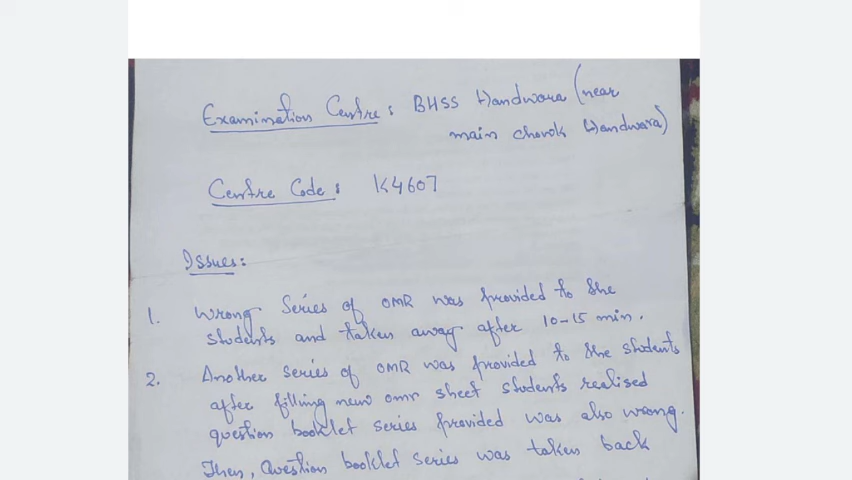 Examination Centre: BHSS Handwora (near
main chowk Handwara)
Centre Code: K4607
Issues:
1. Wrong Series of OMR was provided to the
students and taken away after 10-15 min.
2. Another series of OMR was provided to the students
after filling new omr sheet students realised
question booklet series provided was also wrong.
Then, Question booklet series was taken back